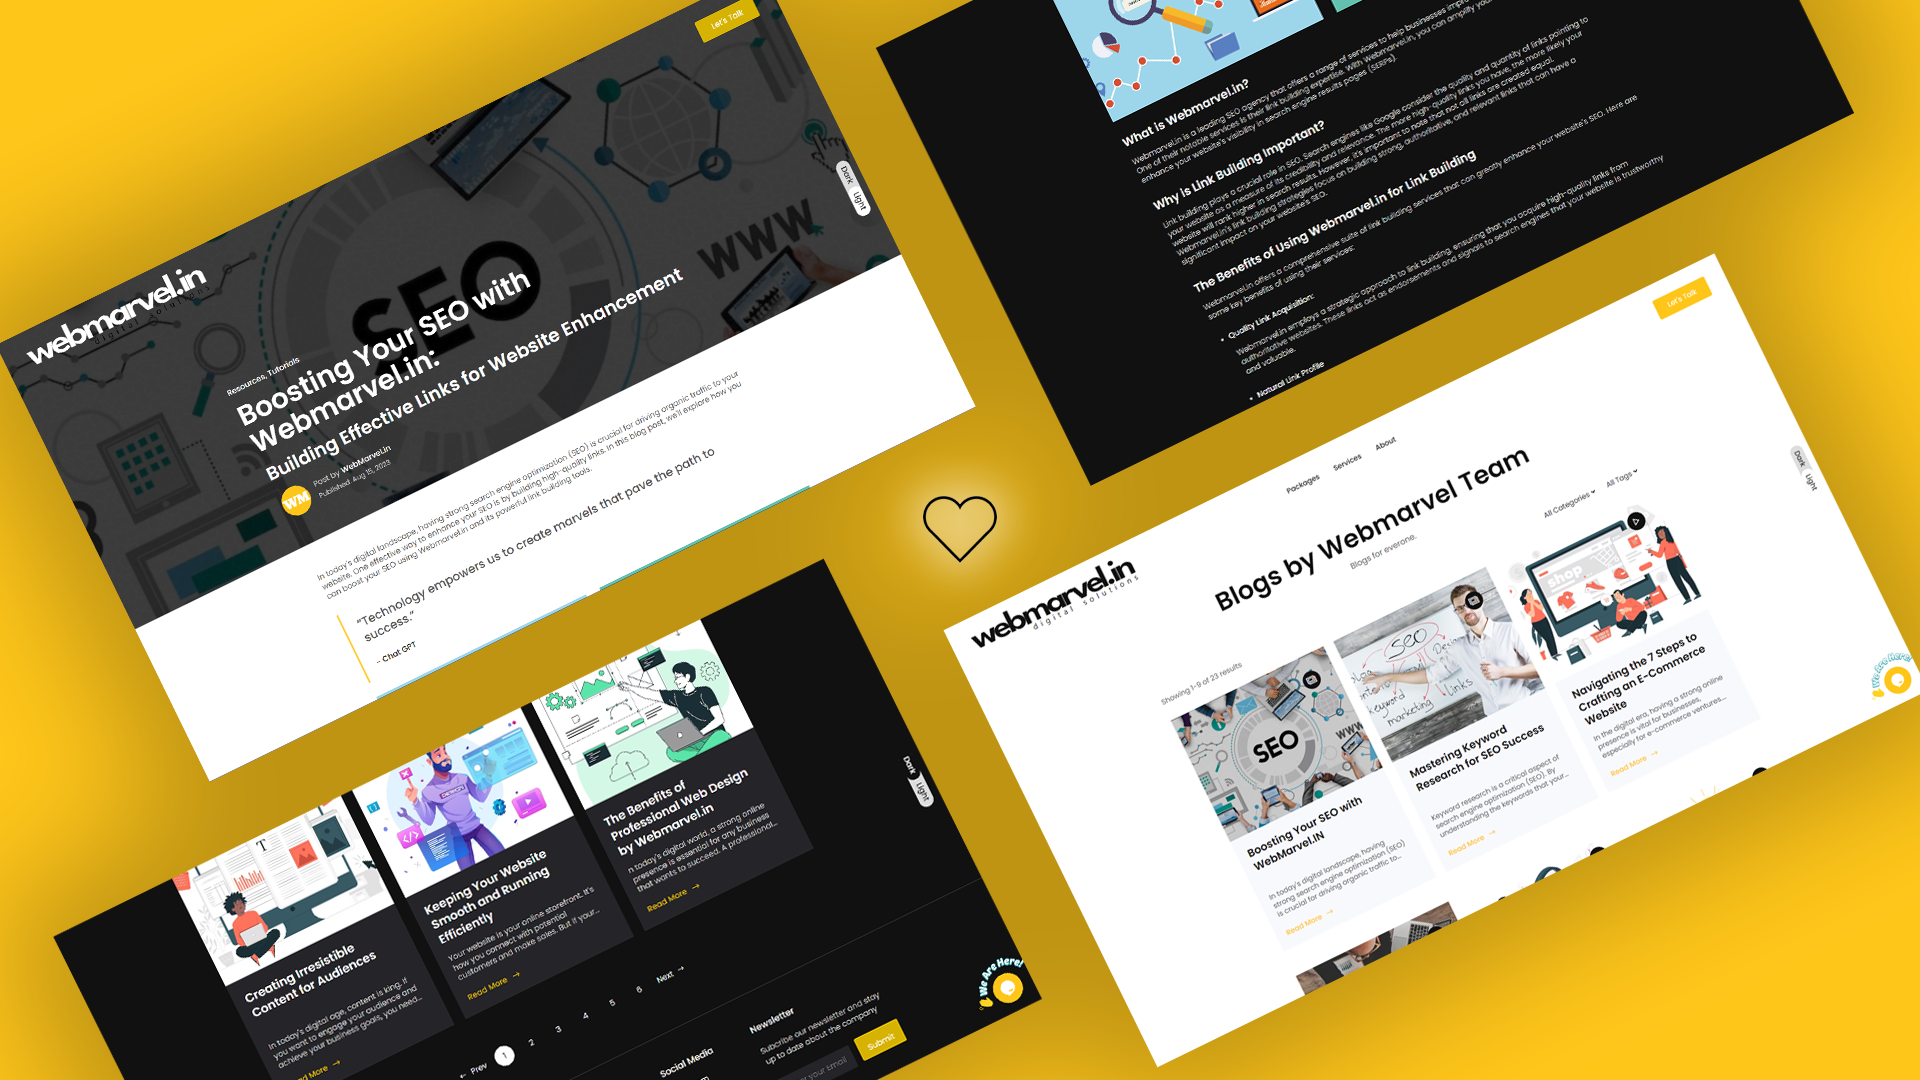 Let's Talk
Dark
Light
webmarvel.in
digital solutions
SEO
WWW
Resources, Tutorials
Boosting Your SEO with
Webmarvel.in:
Building Effective Links for Website Enhancement
WM
Post by WebMarvel.in
Published: Aug 15, 2023
In today's digital landscape, having strong search engine optimization (SEO) is crucial for driving organic traffic to your
website. One effective way to enhance your SEO is by building high-quality links. In this blog post, we'll explore how you
can boost your SEO using Webmarvel.in and its powerful link building tools.
"Technology empowers us to create marvels that pave the path to
success."
- Chat GPT
What is Webmarvel.in?
Webmarvel.in is a leading SEO agency that offers a range of services to help businesses impro
One of their notable services is their link building expertise. With Webmarvel.in, you can amplify you
enhance your website's visibility in search engine results pages (SERPs).
Why is Link Building Important?
Link building plays a crucial role in SEO. Search engines like Google consider the quality and quantity of links pointing to
your website as a measure of its credibility and relevance. The more high-quality links you have, the more likely your
website will rank higher in search results. However, it's important to note that not all links are created equal.
Webmarvel.in's link building strategies focus on building strong, authoritative, and relevant links that can have a
significant impact on your website's SEO.
The Benefits of Using Webmarvel.in for Link Building
Webmarvel.in offers a comprehensive suite of link building services that can greatly enhance your website's SEO. Here are
some key benefits of using their services:
• Quality Link Acquisition:
Webmarvel.in employs a strategic approach to link building, ensuring that you acquire high-quality links from
authoritative websites. These links act as endorsements and signals to search engines that your website is trustworthy
and valuable.
• Natural Link Profile
Creating Irresistible
Content for Audiences
In today's digital age, content is king. If
you want to engage your audience and
achieve your business goals, you need...
ad More →
DESIGN
Keeping Your Website
Smooth and Running
Efficiently
Your website is your online storefront. It's
how you connect with potential
customers and make sales. But if your...
Read More →
The Benefits of
Professional Web Design
by Webmarvel.in
n today's digital world, a strong online
presence is essential for any business
that wants to succeed. A professional...
Read More →
Dark
Light
← Prev 1 2 3 4 5 6 Next →
Social Media
Newsletter
Subcribe our newsletter and stay
up to date about the company
your Email
Submit
We Are Here!
Let's Talk
webmarvel.in
digital solutions
Packages Services About
Dark
Light
Blogs by Webmarvel Team
Blogs for everone.
Showing 1-9 of 23 results
All Categories All Tags
SEO
WWW
Boosting Your SEO with
WebMarvel.IN
In today's digital landscape, having
strong search engine optimization (SEO)
is crucial for driving organic traffic to...
Read More →
SEO
Links
keyword
marketing
Mastering Keyword
Research for SEO Success
Keyword research is a critical aspect of
search engine optimization (SEO). By
understanding the keywords that your...
Read More →
shop
Navigating the 7 Steps to
Crafting an E-Commerce
Website
In the digital era, having a strong online
presence is vital for businesses,
especially for e-commerce ventures...
Read More →
We Are Here!